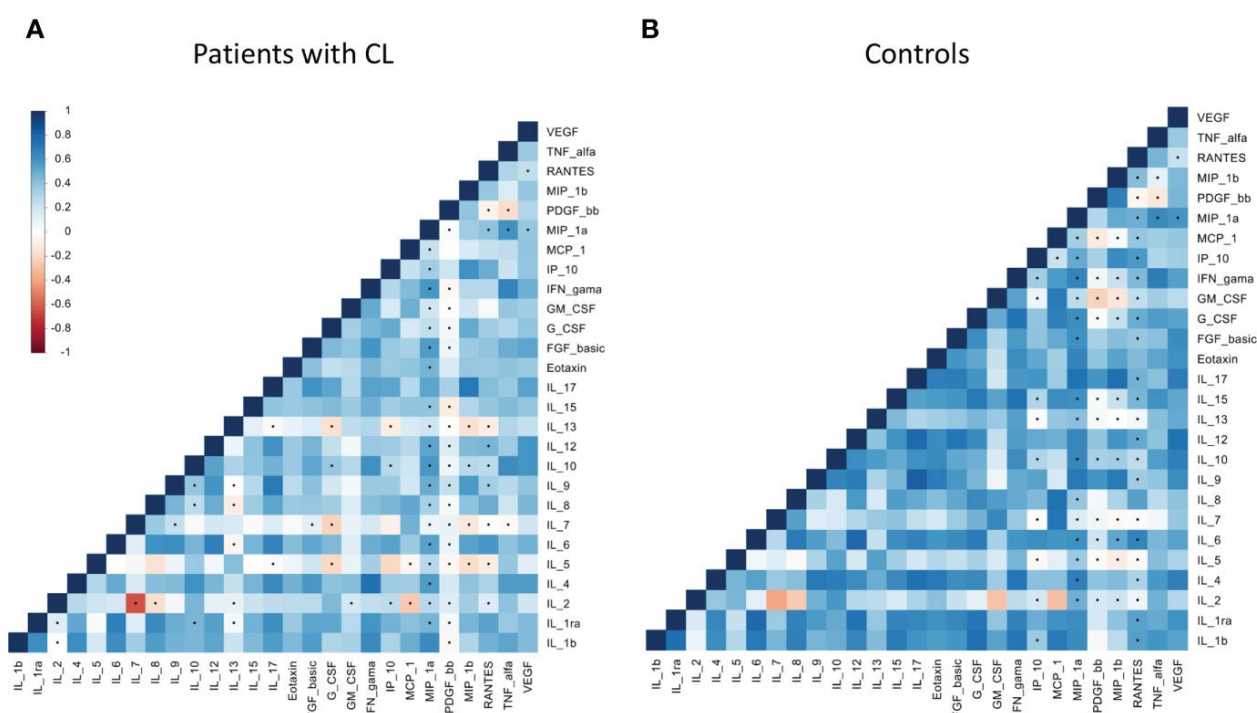 A
Patients with CL
1
0.8
0.6
0.4
0.2
0
-0.2
-0.4
-0.6
-0.8
-1
VEGF
TNF_alfa
RANTES
MIP_1b
PDGF_bb
MIP_1a
MCP_1
IP_10
IFN_gama
GM_CSF
G_CSF
FGF_basic
Eotaxin
IL_17
IL_15
IL_13
IL_12
IL_10
IL_9
IL_8
IL_7
IL_6
IL_5
IL_4
IL_2
IL_1ra
IL_1b
IL_1b
IL_1ra
IL_2
IL_4
IL_5
IL_6
IL_7
IL_8
IL_9
IL_10
IL_12
IL_13
IL_15
IL_17
Eotaxin
FGF_basic
G_CSF
GM_CSF
FN_gama
IP_10
MCP_1
MIP_1a
PDGF_bb
MIP_1b
RANTES
TNF_alfa
VEGF
B
Controls
VEGF
TNF_alfa
RANTES
MIP_1b
PDGF_bb
MIP_1a
MCP_1
IP_10
IFN_gama
GM_CSF
G_CSF
FGF_basic
Eotaxin
IL_17
IL_15
IL_13
IL_12
IL_10
IL_9
IL_8
IL_7
IL_6
IL_5
IL_4
IL_2
IL_1ra
IL_1b
IL_1b
IL_1ra
IL_2
IL_4
IL_5
IL_6
IL_7
IL_8
IL_9
IL_10
IL_12
IL_13
IL_15
IL_17
Eotaxin
FGF_basic
G_CSF
GM_CSF
FN_gama
IP_10
MCP_1
MIP_1a
PDGF_bb
MIP_1b
RANTES
TNF_alfa
VEGF